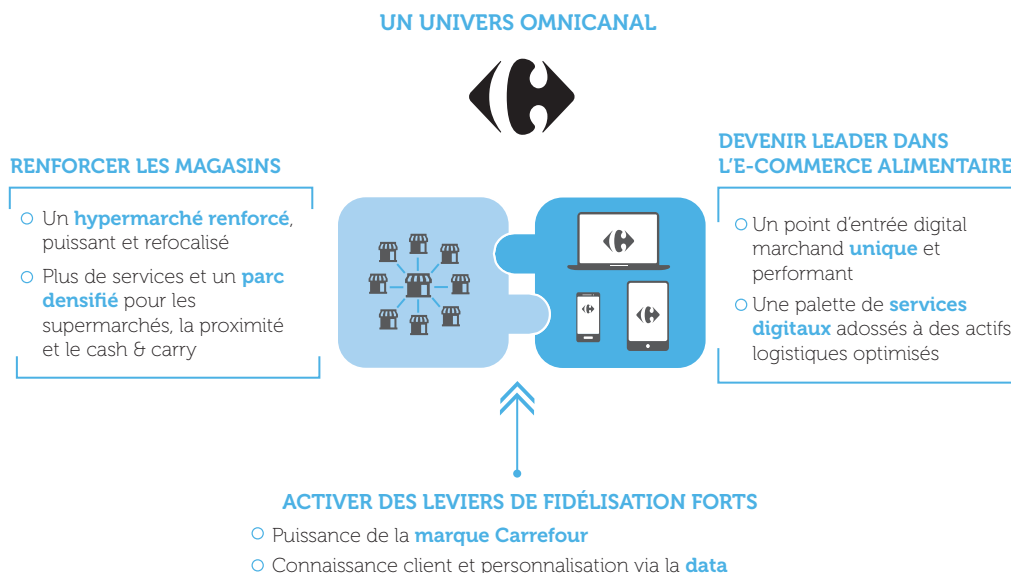 UN UNIVERS OMNICANAL
RENFORCER LES MAGASINS
Un hypermarché renforcé,
puissant et refocalisé
Plus de services et un parc
densifié pour les
supermarchés, la proximité
et le cash & carry
DEVENIR LEADER DANS
L'E-COMMERCE ALIMENTAIRE
Un point d'entrée digital
marchand unique et
performant
Une palette de services
digitaux adossés à des actifs
logistiques optimisés
ACTIVER DES LEVIERS DE FIDÉLISATION FORTS
Puissance de la marque Carrefour
Connaissance client et personnalisation via la data